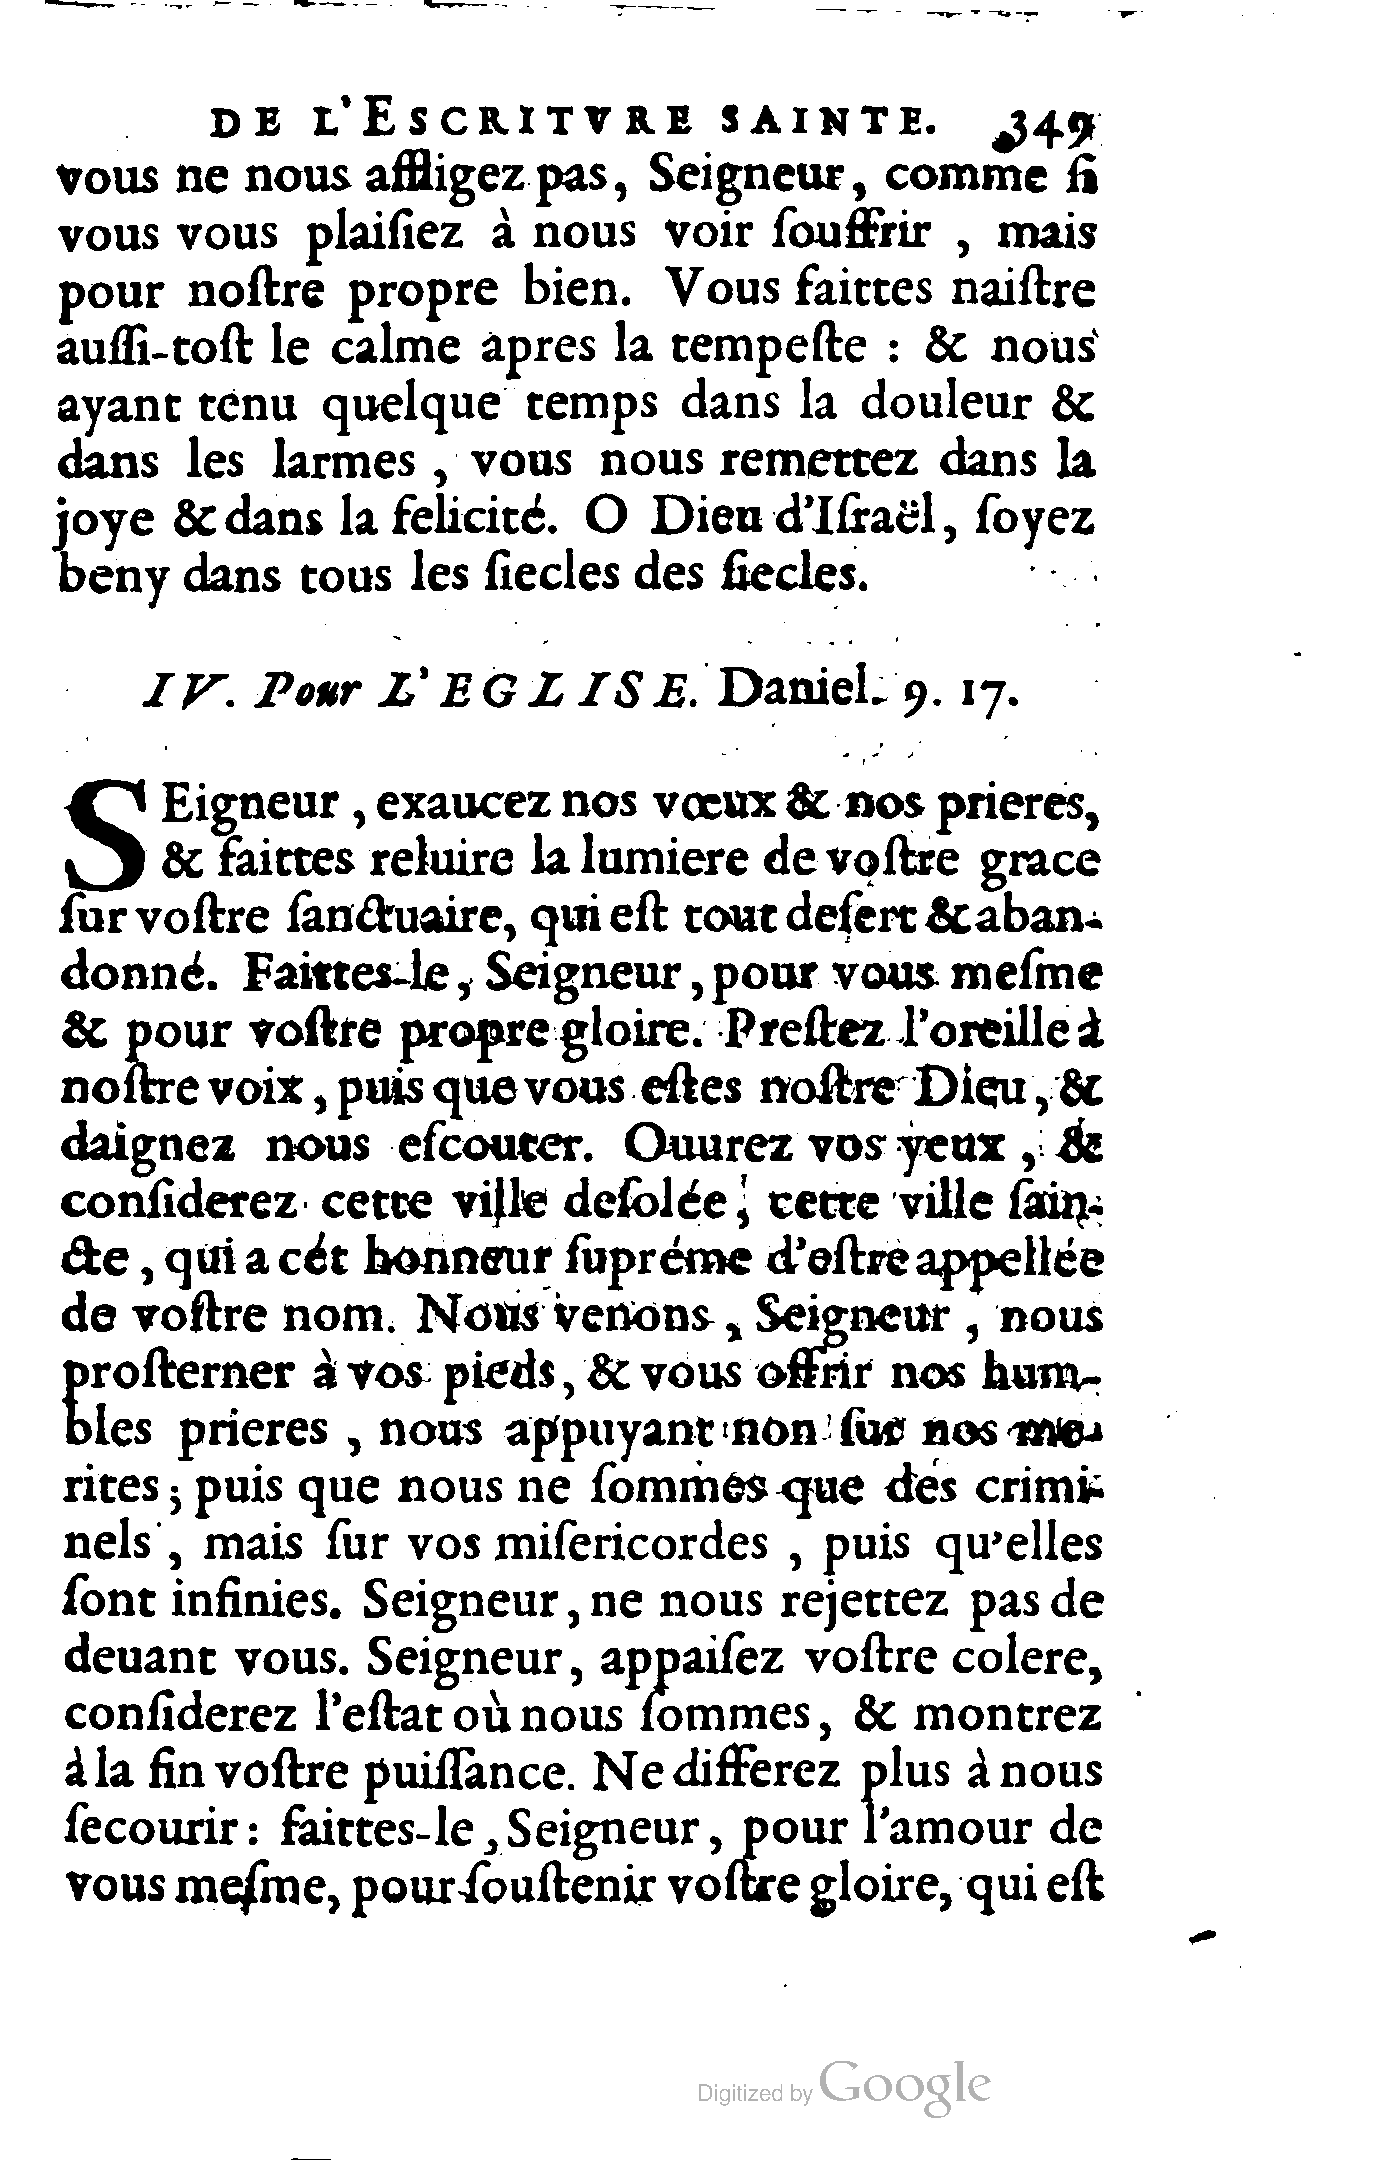 DE L'ESCRITVRE SAINTE. 349
vous ne nous affligez pas, Seigneur, comme ſi
vous vous plaiſiez à nous voir ſouffrir , mais
pour noſtre propre bien. Vous faittes naiſtre
auſſi-toſt le calme apres la tempeſte : & nous
ayant tenu quelque temps dans la douleur &
dans les larmes , vous nous remettez dans la
joye & dans la felicité. O Dieu d'Iſraël, ſoyez
beny dans tous les ſiecles des ſiecles.
IV. Pour L'EGLISE. Daniel. 9. 17.
SEigneur , exaucez nos vœux & nos prieres,
& faittes reluire la lumiere de voſtre grace
ſur voſtre ſanctuaire, qui eſt tout deſert & aban-
donné. Faittes-le, Seigneur, pour vous meſme
& pour voſtre propre gloire. Preſtez l'oreille à
noſtre voix , puis que vous eſtes noſtre Dieu, &
daignez nous eſcouter. Ouurez vos yeux , &
conſiderez cette ville deſolée, cette ville ſain-
cte , qui a cét honneur ſupréme d'eſtre appellée
de voſtre nom. Nous venons , Seigneur , nous
proſterner à vos pieds, & vous offrir nos hum-
bles prieres , nous appuyant non ſur nos me-
rites ; puis que nous ne ſommes que des crimi-
nels , mais ſur vos miſericordes , puis qu'elles
ſont infinies. Seigneur, ne nous rejettez pas de
deuant vous. Seigneur, appaiſez voſtre colere,
conſiderez l'eſtat où nous ſommes, & montrez
à la fin voſtre puiſſance. Ne differez plus à nous
ſecourir : faittes-le , Seigneur, pour l'amour de
vous meſme, pour ſouſtenir voſtre gloire, qui eſt
Digitized by Google